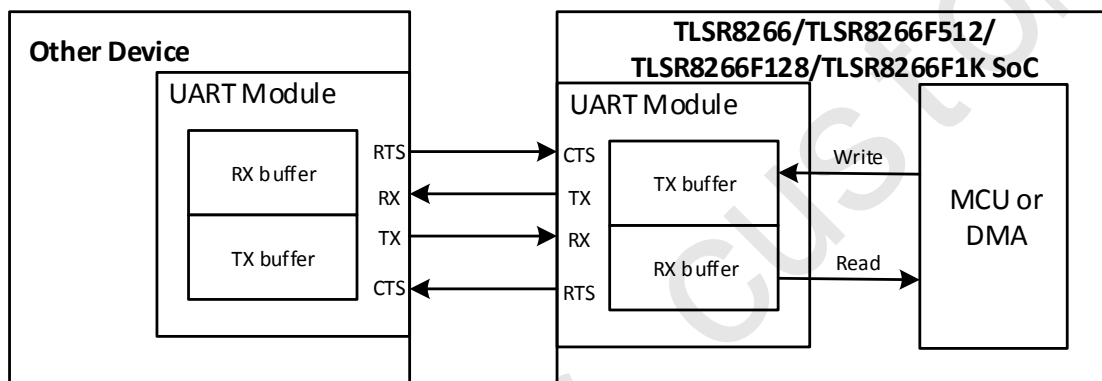 Other Device
TLSR8266/TLSR8266F512/
TLSR8266F128/TLSR8266F1K SoC
UART Module
RX buffer
TX buffer
RTS
RX
TX
CTS
UART Module
CTS
TX
RX
RTS
TX buffer
RX buffer
Write
Read
MCU or
DMA
custo